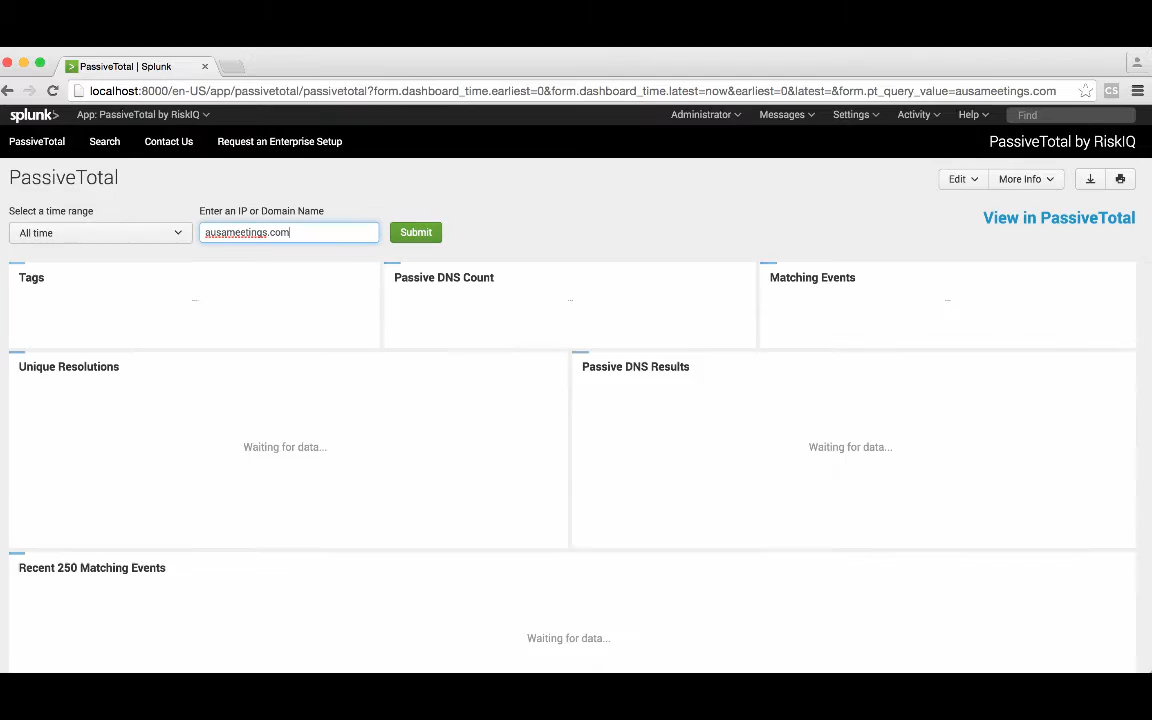 PassiveTotal | Splunk
localhost:8000/en-US/app/passivetotal/passivetotal?form.dashboard_time.earliest=0&form.dashboard_time.latest=now&earliest=0&latest=&form.pt_query_value=ausameetings.com
CS
splunk> App: PassiveTotal by RiskIQ Administrator Messages Settings Activity Help Find
PassiveTotal Search Contact Us Request an Enterprise Setup PassiveTotal by RiskIQ
PassiveTotal Edit More Info
Select a time range Enter an IP or Domain Name View in PassiveTotal
All time ausameetings.com Submit
Tags Passive DNS Count Matching Events
... ... ...
Unique Resolutions Passive DNS Results
Waiting for data... Waiting for data...
Recent 250 Matching Events
Waiting for data...